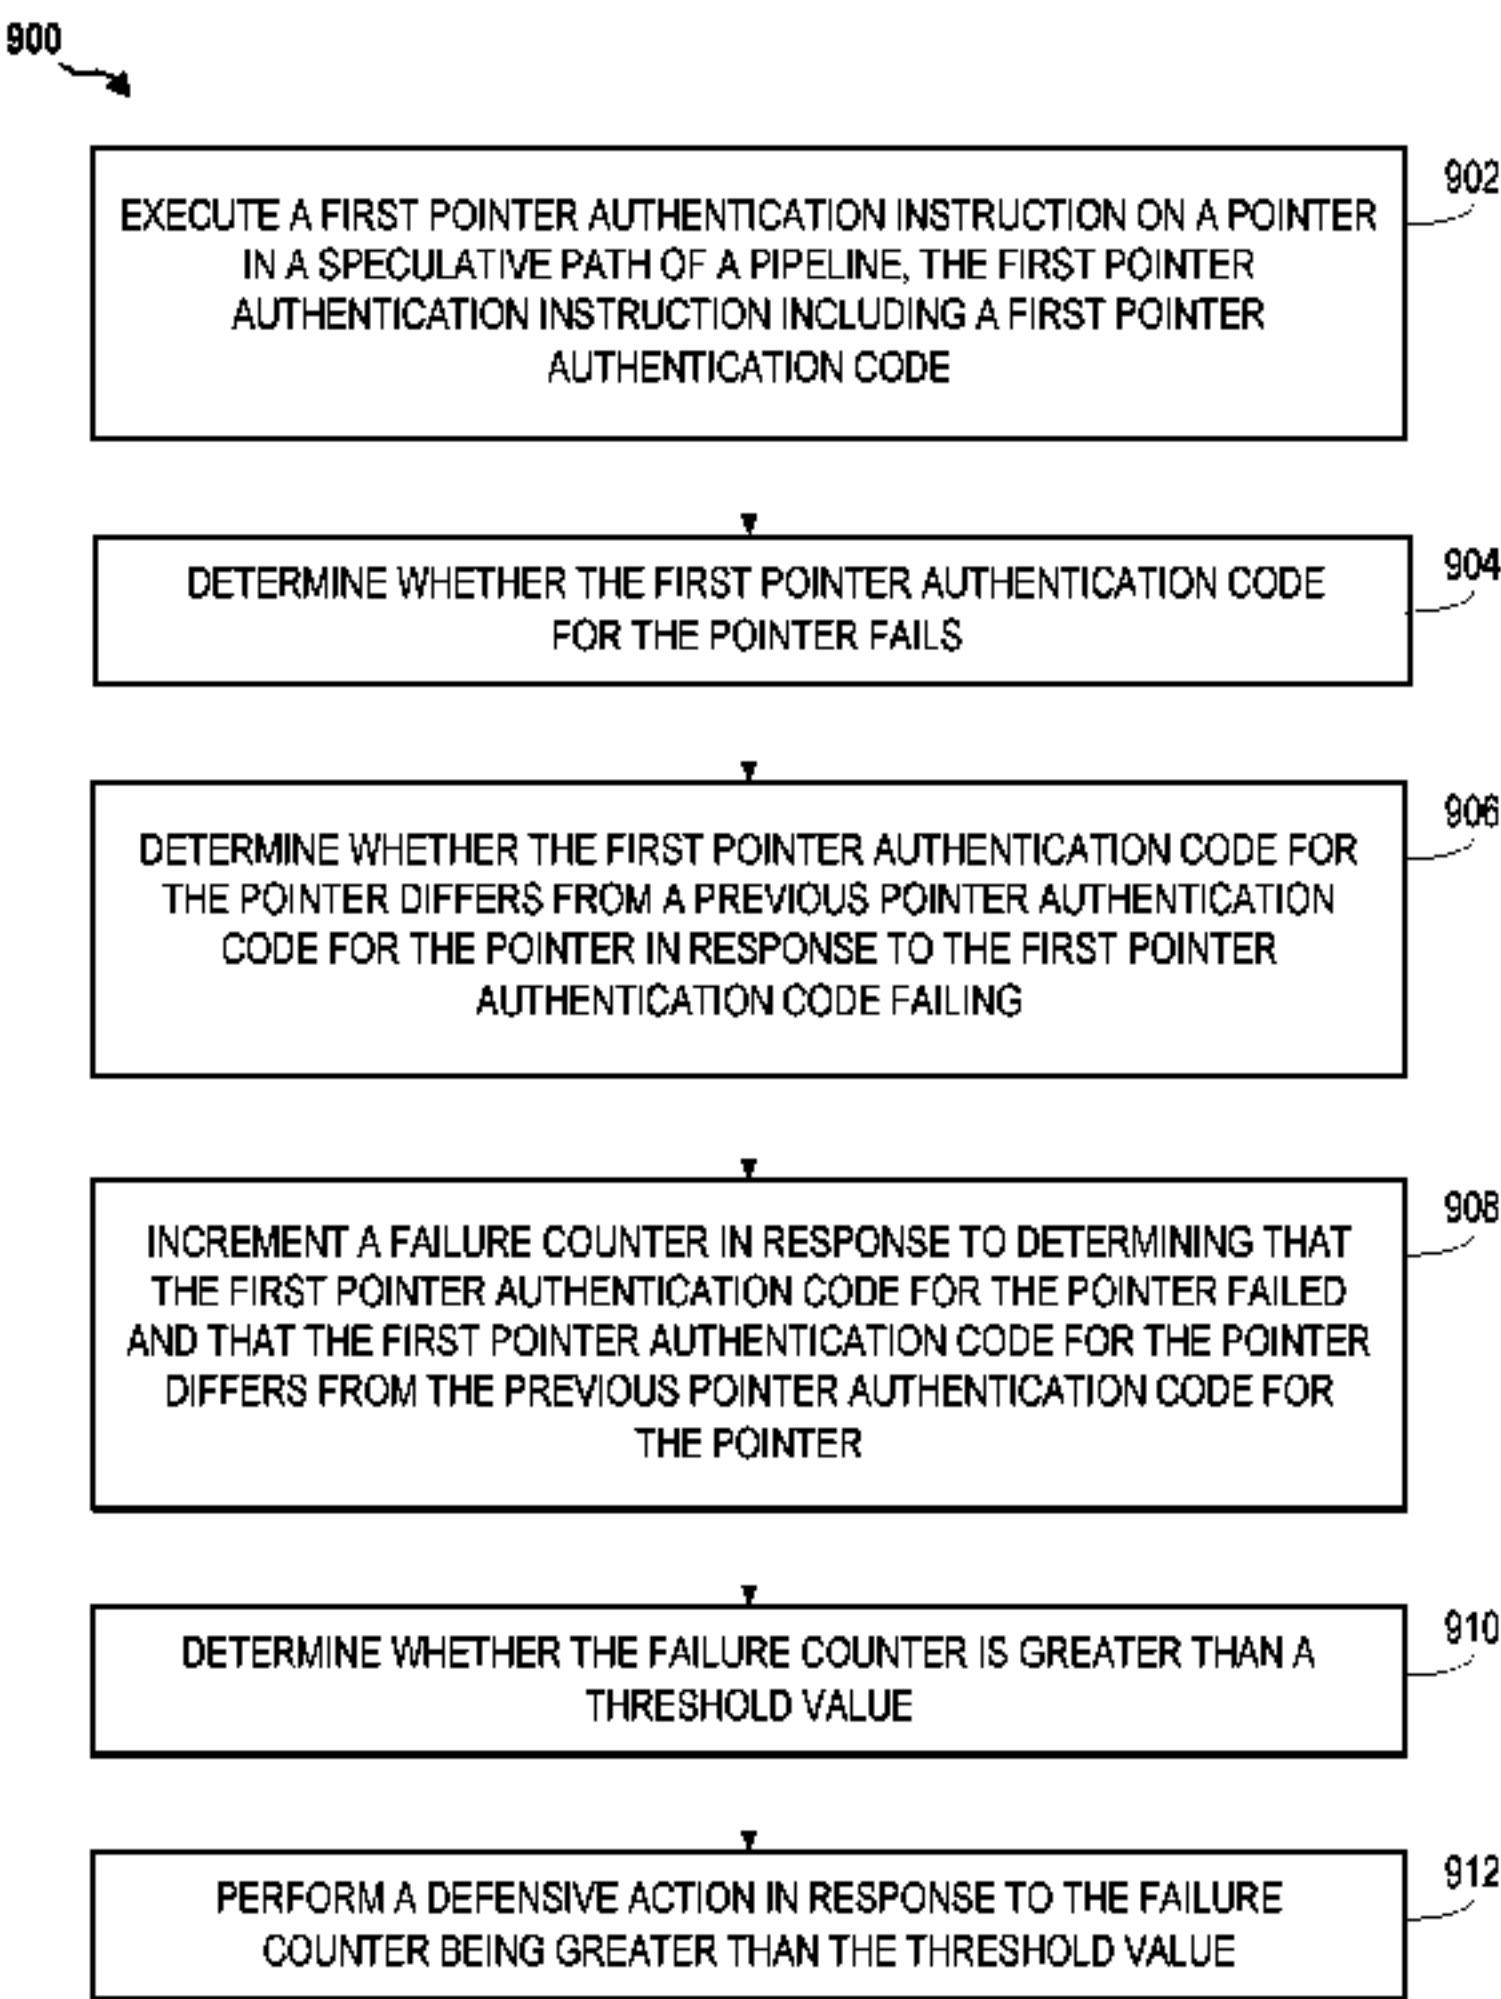 900
902
EXECUTE A FIRST POINTER AUTHENTICATION INSTRUCTION ON A POINTER
IN A SPECULATIVE PATH OF A PIPELINE, THE FIRST POINTER
AUTHENTICATION INSTRUCTION INCLUDING A FIRST POINTER
AUTHENTICATION CODE
904
DETERMINE WHETHER THE FIRST POINTER AUTHENTICATION CODE
FOR THE POINTER FAILS
906
DETERMINE WHETHER THE FIRST POINTER AUTHENTICATION CODE FOR
THE POINTER DIFFERS FROM A PREVIOUS POINTER AUTHENTICATION
CODE FOR THE POINTER IN RESPONSE TO THE FIRST POINTER
AUTHENTICATION CODE FAILING
908
INCREMENT A FAILURE COUNTER IN RESPONSE TO DETERMINING THAT
THE FIRST POINTER AUTHENTICATION CODE FOR THE POINTER FAILED
AND THAT THE FIRST POINTER AUTHENTICATION CODE FOR THE POINTER
DIFFERS FROM THE PREVIOUS POINTER AUTHENTICATION CODE FOR
THE POINTER
910
DETERMINE WHETHER THE FAILURE COUNTER IS GREATER THAN A
THRESHOLD VALUE
912
PERFORM A DEFENSIVE ACTION IN RESPONSE TO THE FAILURE
COUNTER BEING GREATER THAN THE THRESHOLD VALUE